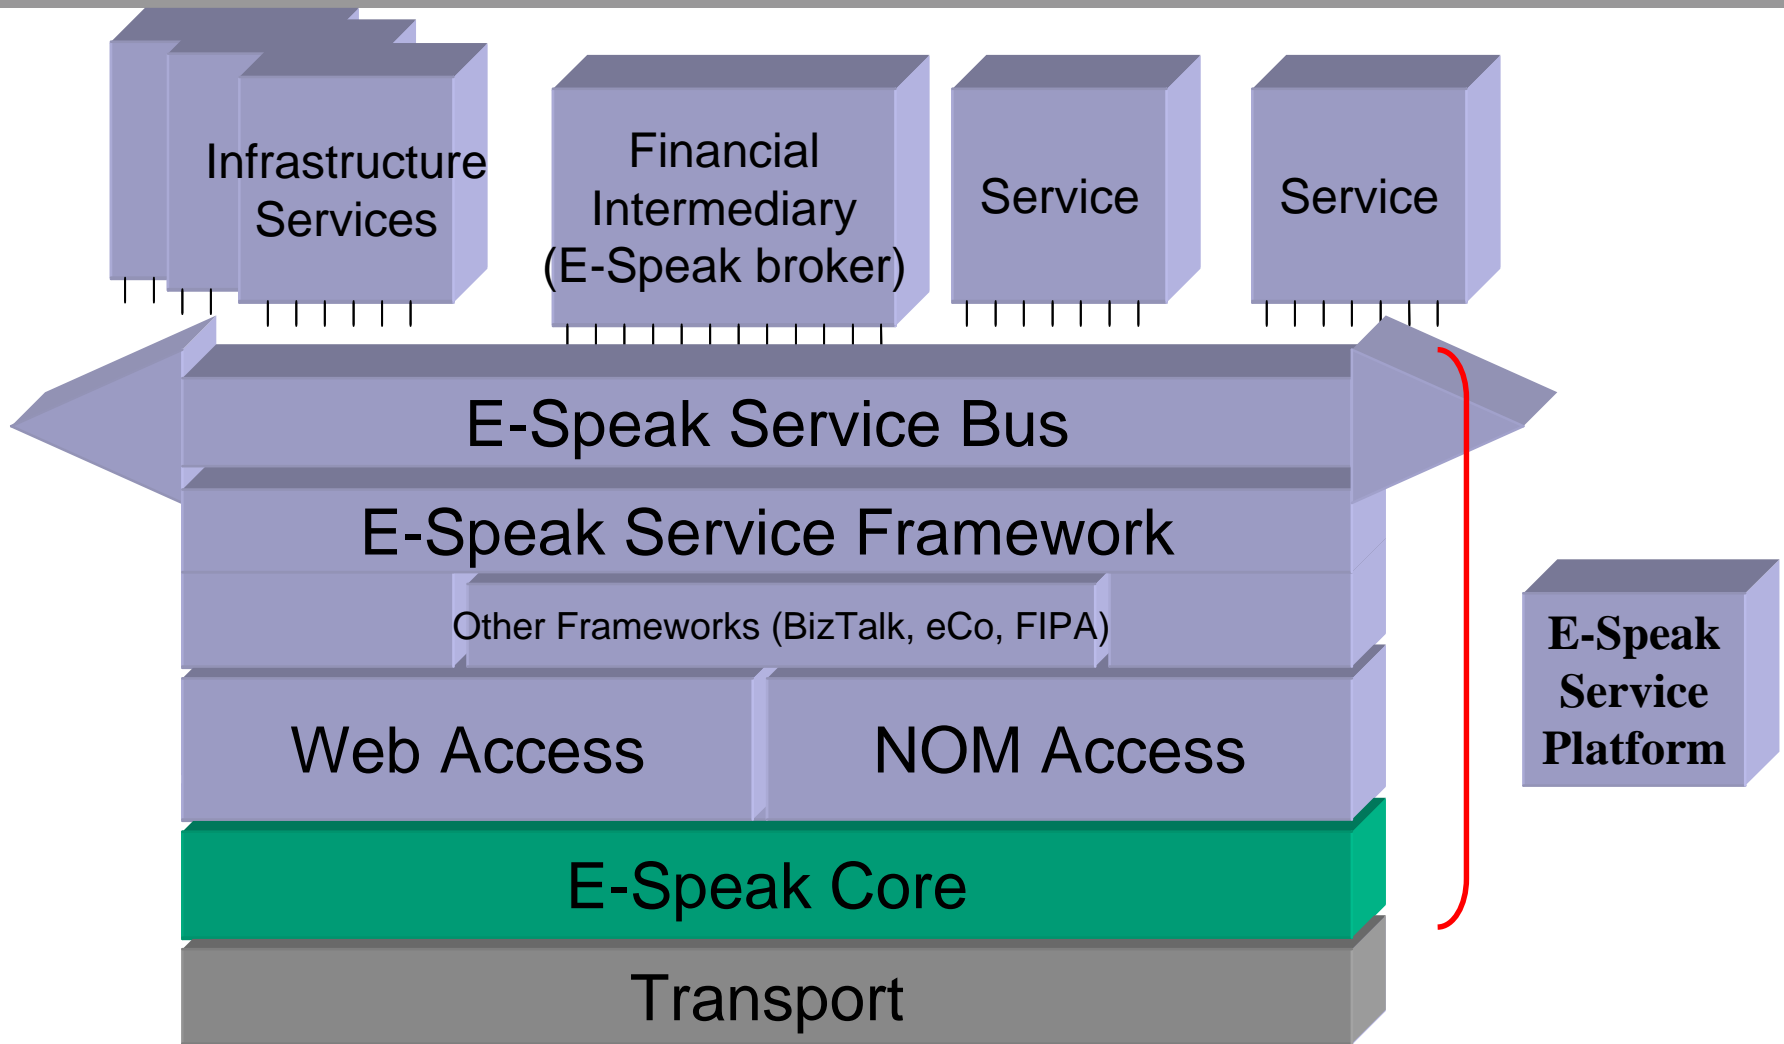 Infrastructure
Services
Financial
Intermediary
(E-Speak broker)
Service
Service
E-Speak Service Bus
E-Speak Service Framework
Other Frameworks (BizTalk, eCo, FIPA)
Web Access
NOM Access
E-Speak Core
Transport
E-Speak
Service
Platform